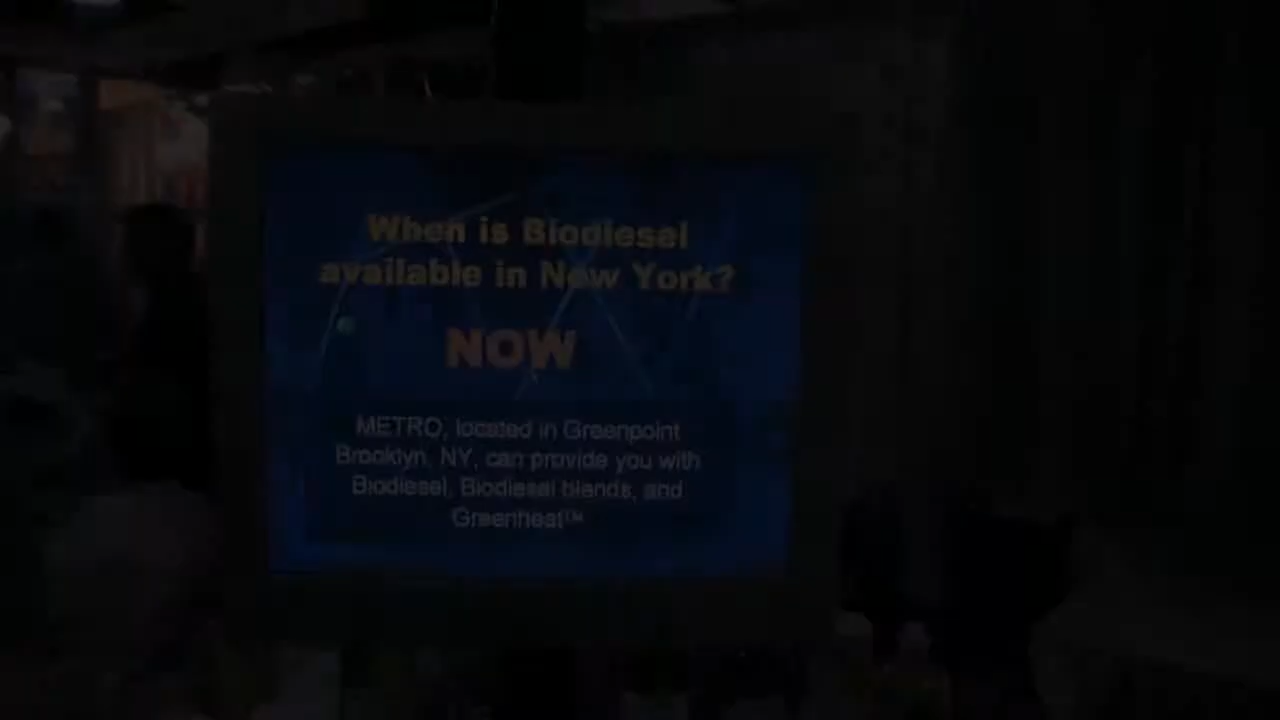 When is Biodiesel
available in New York?
NOW
METRO, located in Greenpoint
Brooklyn, NY, can provide you with
Biodiesel, Biodiesel blends, and
Greenheat™